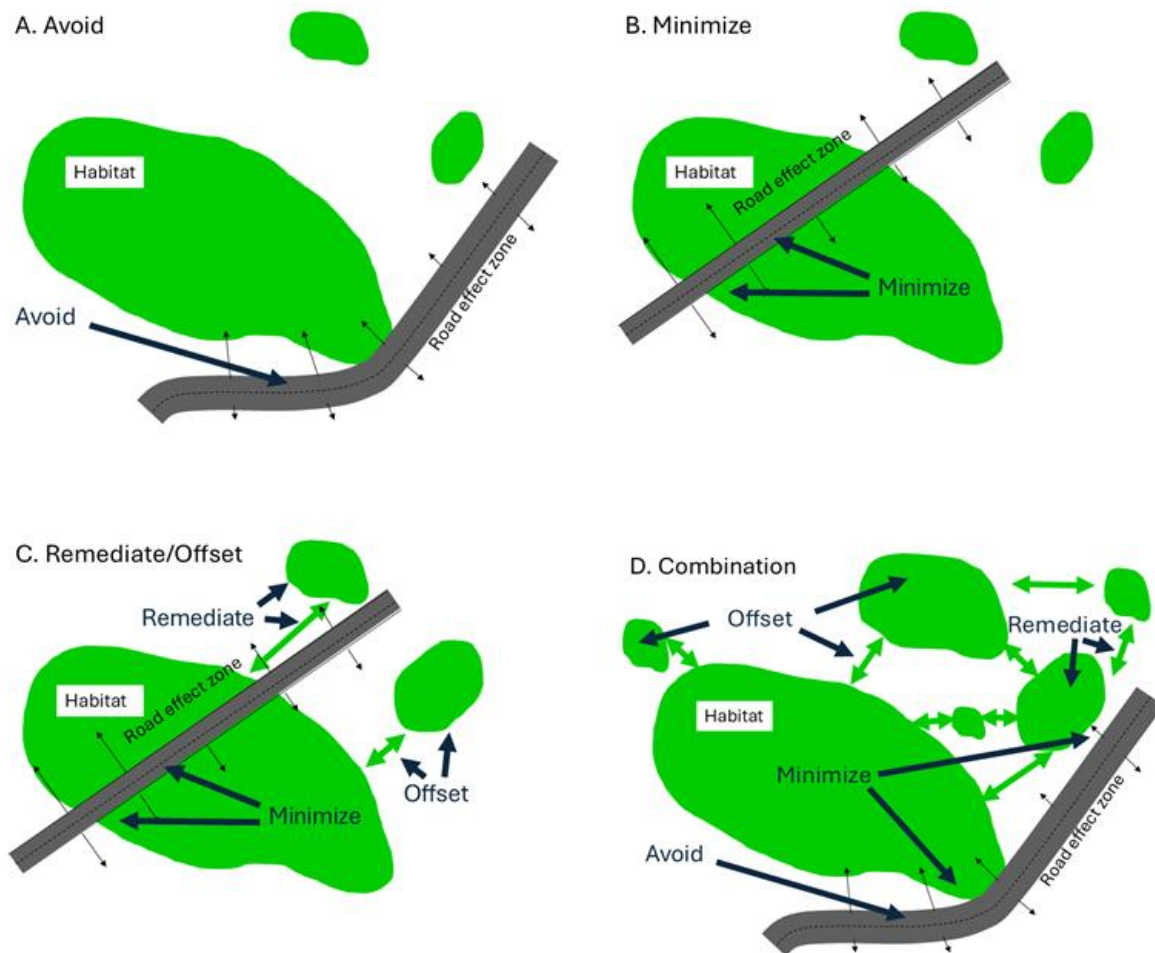 A. Avoid
Habitat
Road effect zone
Avoid
B. Minimize
Habitat
Road effect zone
Minimize
C. Remediate/Offset
Remediate
Habitat
Road effect zone
Offset
Minimize
D. Combination
Offset
Remediate
Habitat
Minimize
Avoid
Road effect zone